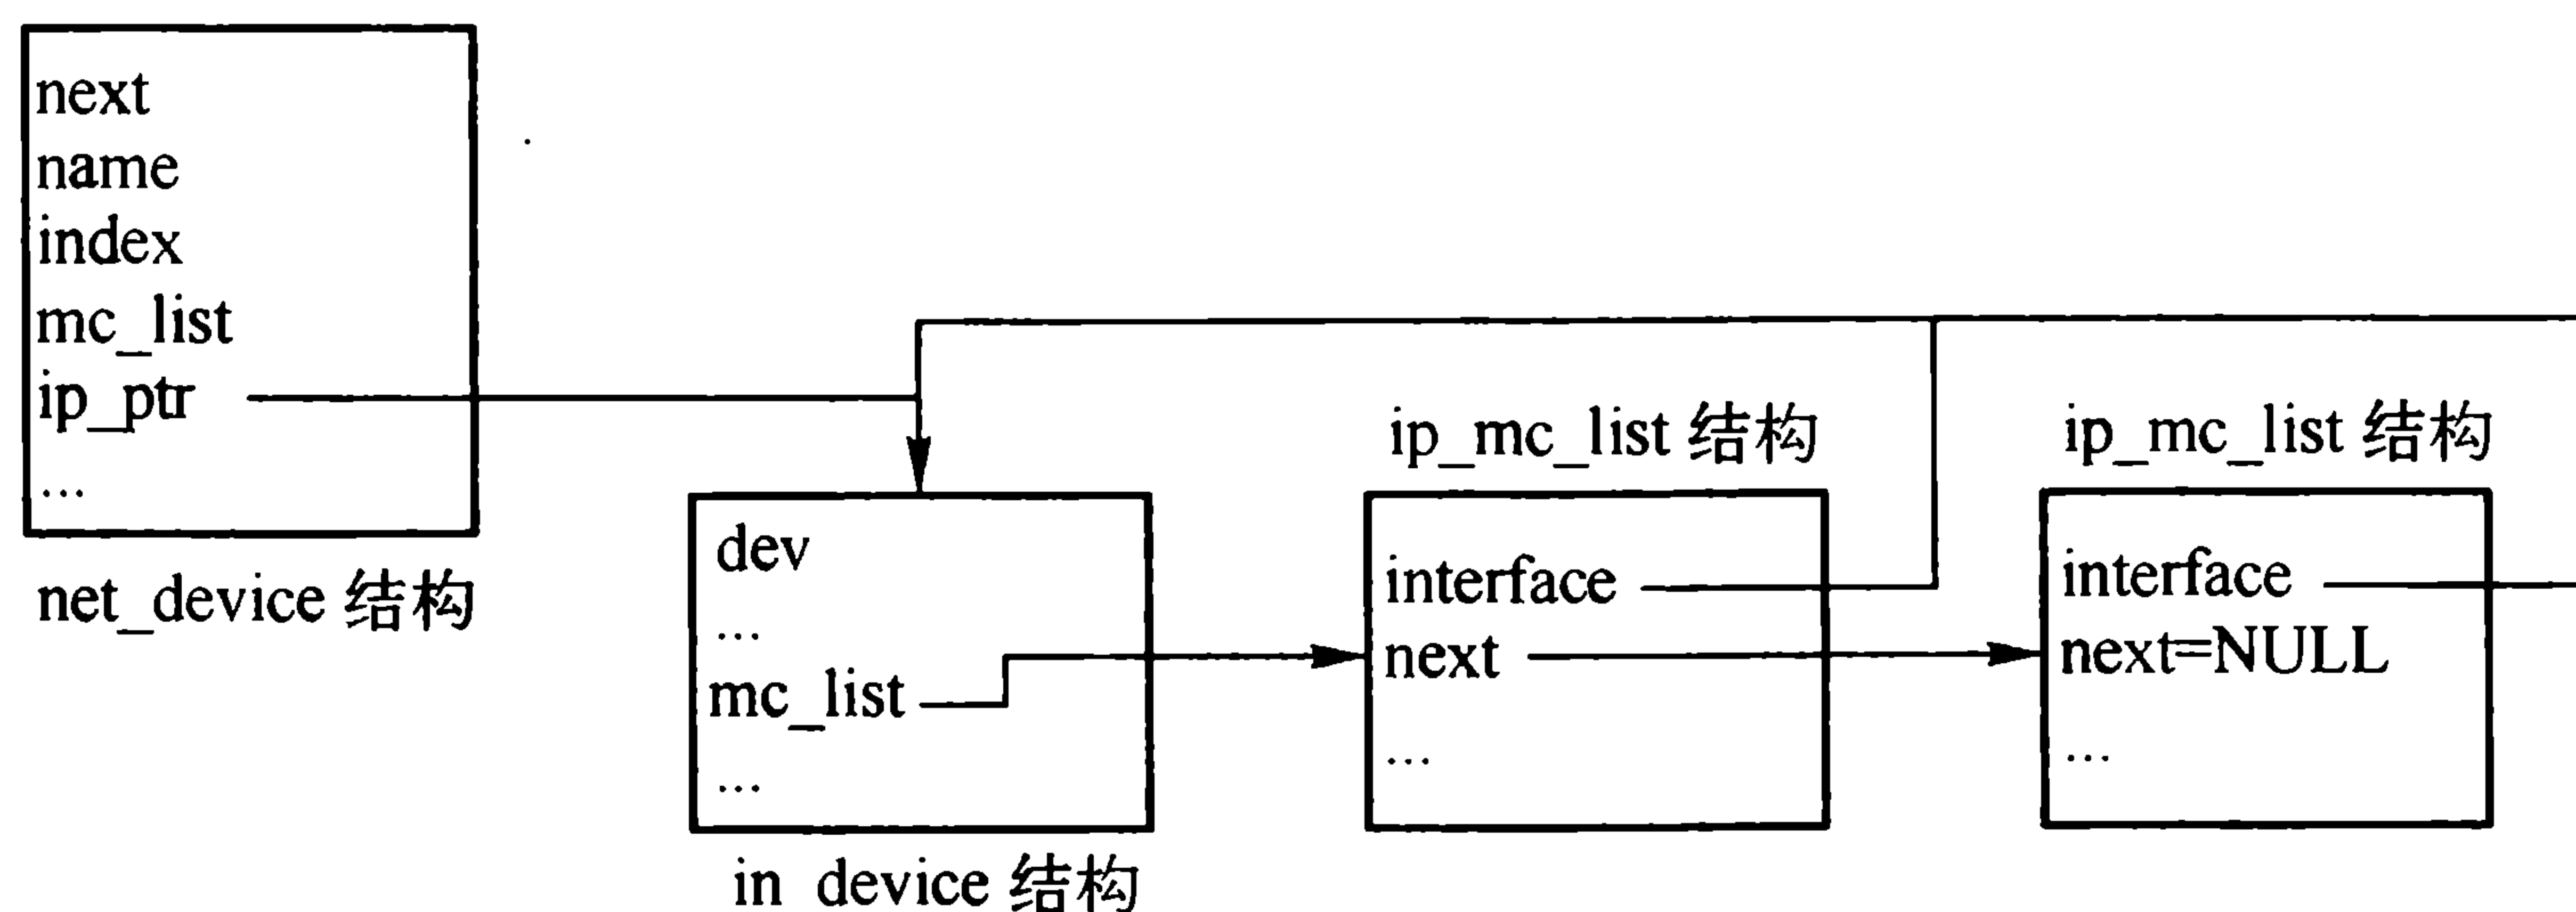 next
name
index
mc_list
ip_ptr
...
net_device 结构
dev
...
mc_list
...
in_device 结构
ip_mc_list 结构
interface
next
...
ip_mc_list 结构
interface
next=NULL
...